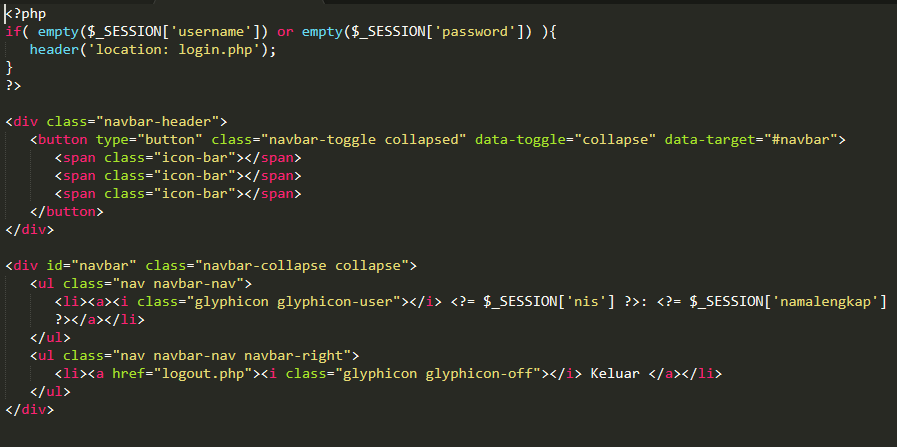 <?php
if( empty($_SESSION['username']) or empty($_SESSION['password']) ){
   header('location: login.php');
}
?>

<div class="navbar-header">
   <button type="button" class="navbar-toggle collapsed" data-toggle="collapse" data-target="#navbar">
      <span class="icon-bar"></span>
      <span class="icon-bar"></span>
      <span class="icon-bar"></span>
   </button>
</div>

<div id="navbar" class="navbar-collapse collapse">
   <ul class="nav navbar-nav">
      <li><a><i class="glyphicon glyphicon-user"></i> <?= $_SESSION['nis'] ?>: <?= $_SESSION['namalengkap']
      ?></a></li>
   </ul>
   <ul class="nav navbar-nav navbar-right">
      <li><a href="logout.php"><i class="glyphicon glyphicon-off"></i> Keluar </a></li>
   </ul>
</div>